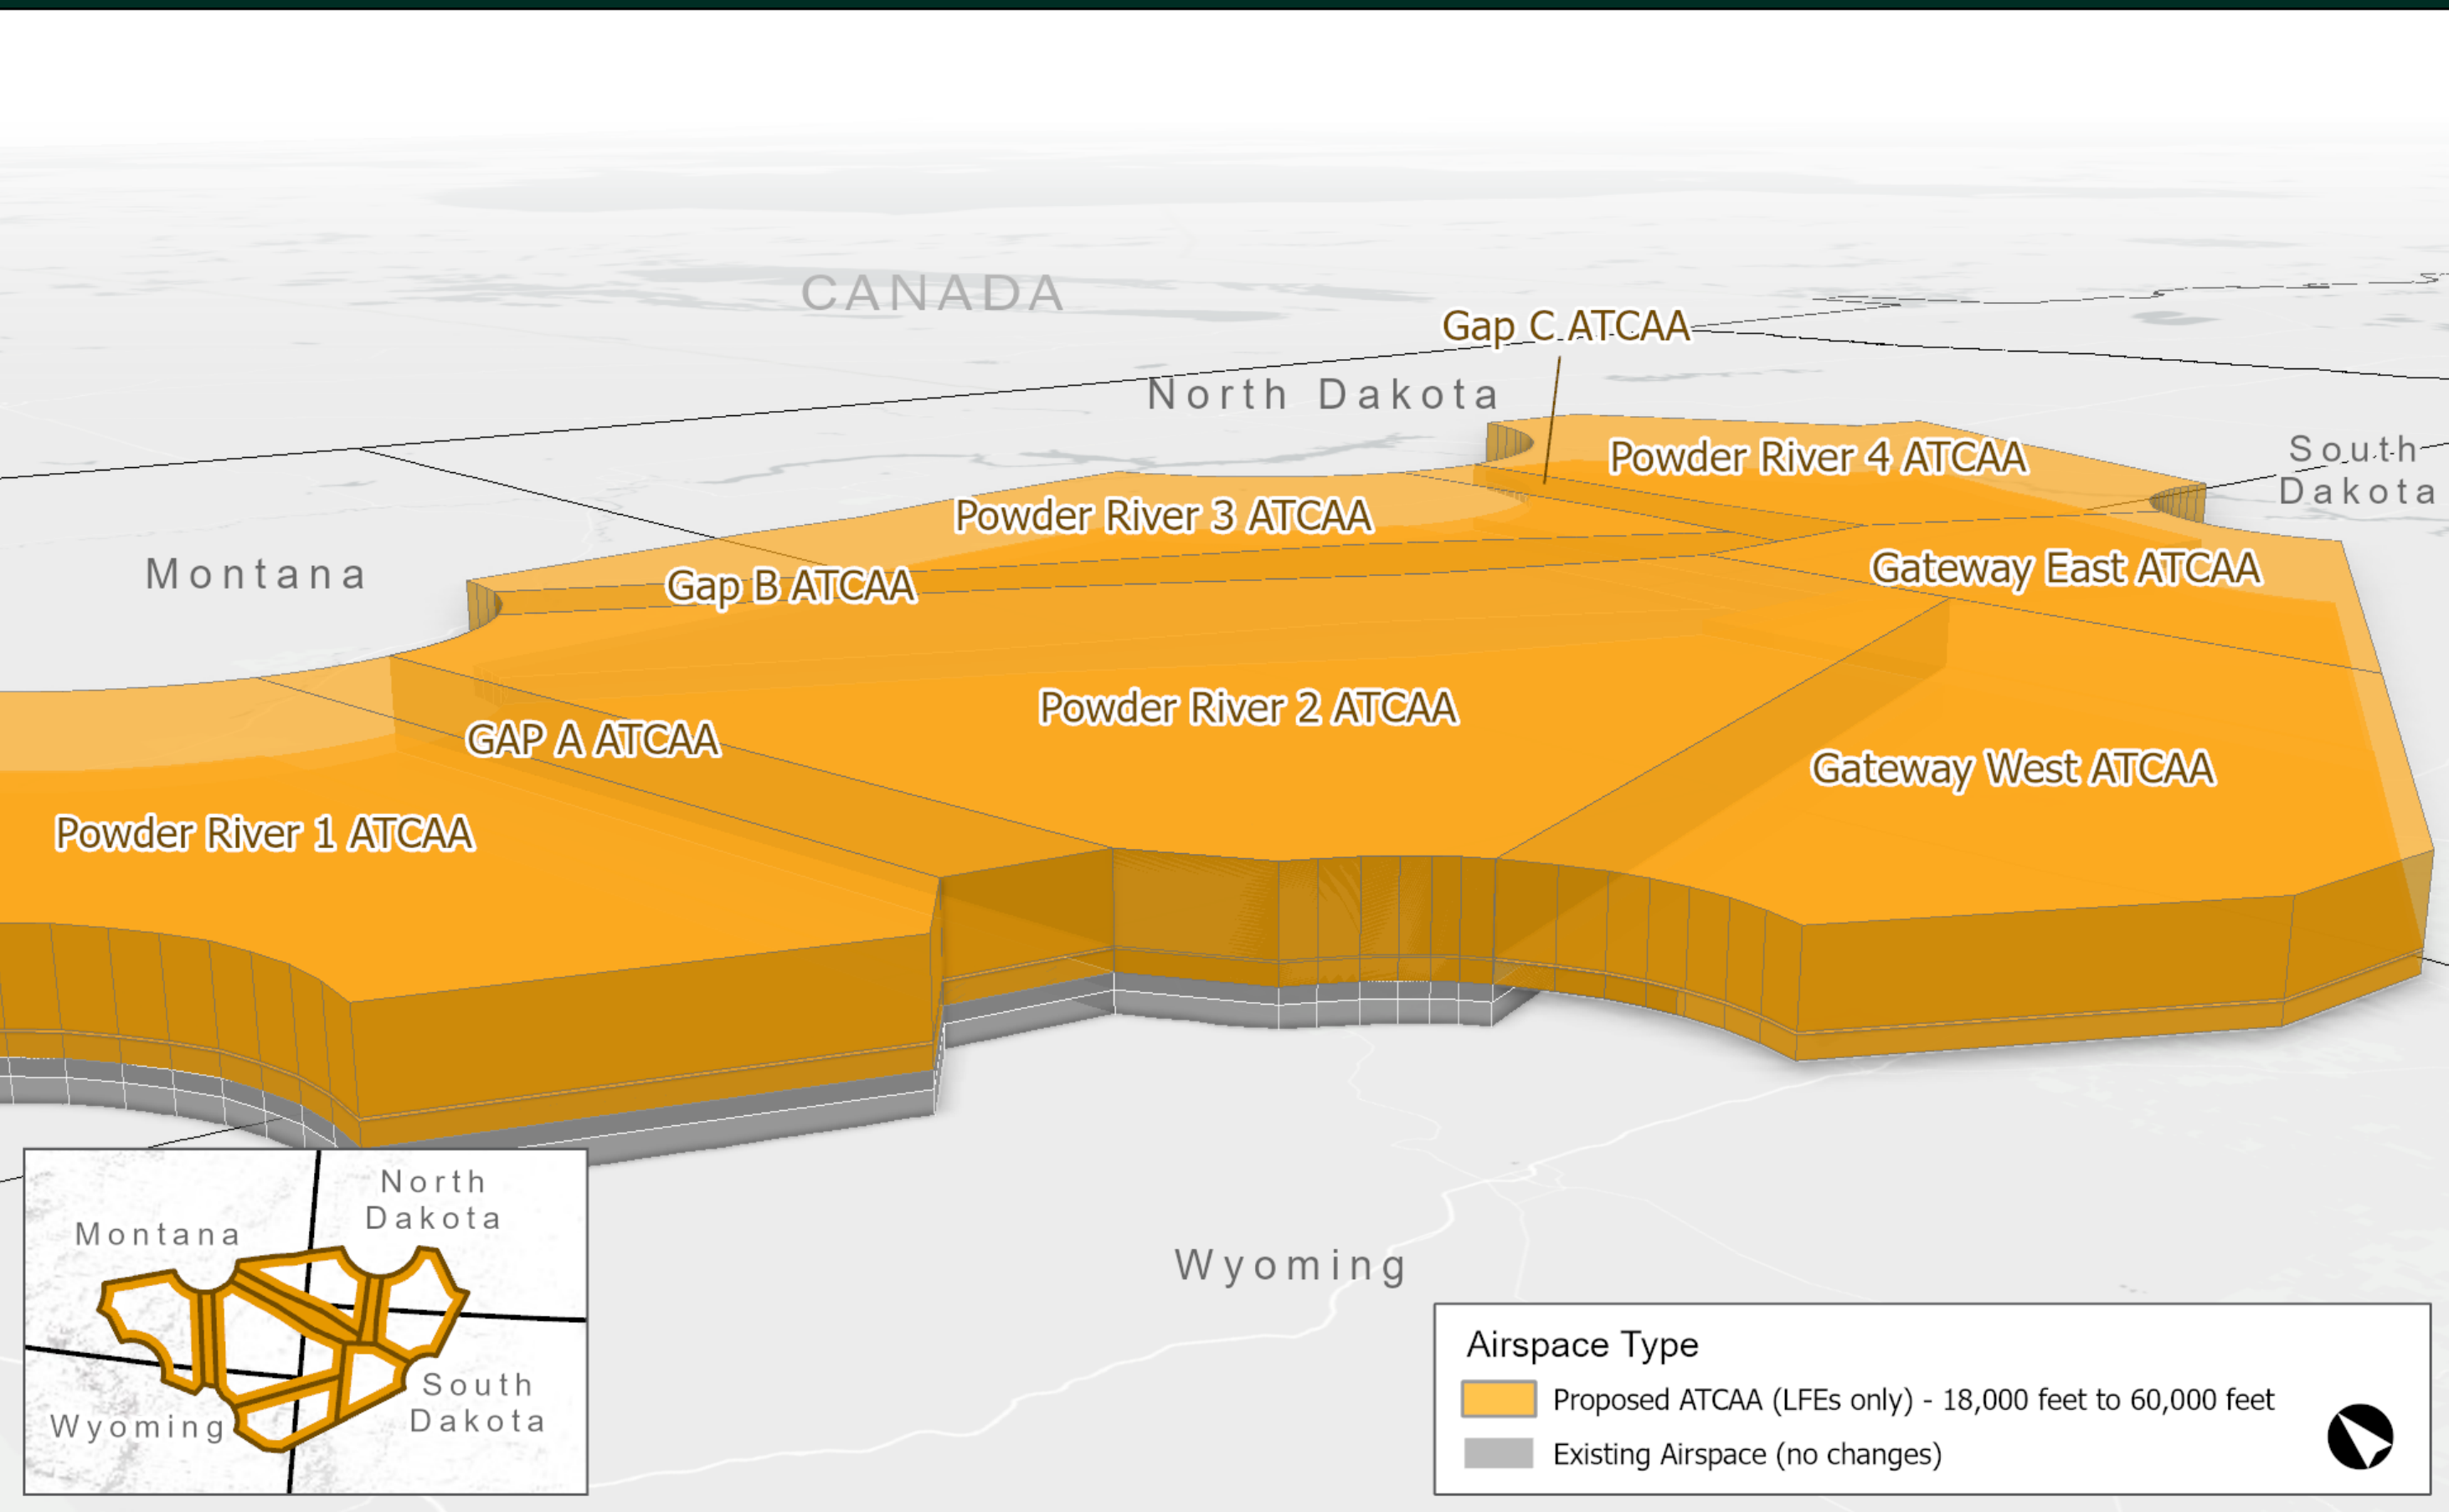 CANADA
Gap C ATCAA
North Dakota
Powder River 4 ATCAA
South
Dakota
Powder River 3 ATCAA
Montana
Gap B ATCAA
Gateway East ATCAA
Powder River 2 ATCAA
GAP A ATCAA
Gateway West ATCAA
Powder River 1 ATCAA
Wyoming
North
Dakota
Montana
South
Dakota
Wyoming
Airspace Type
Proposed ATCAA (LFEs only) - 18,000 feet to 60,000 feet
Existing Airspace (no changes)